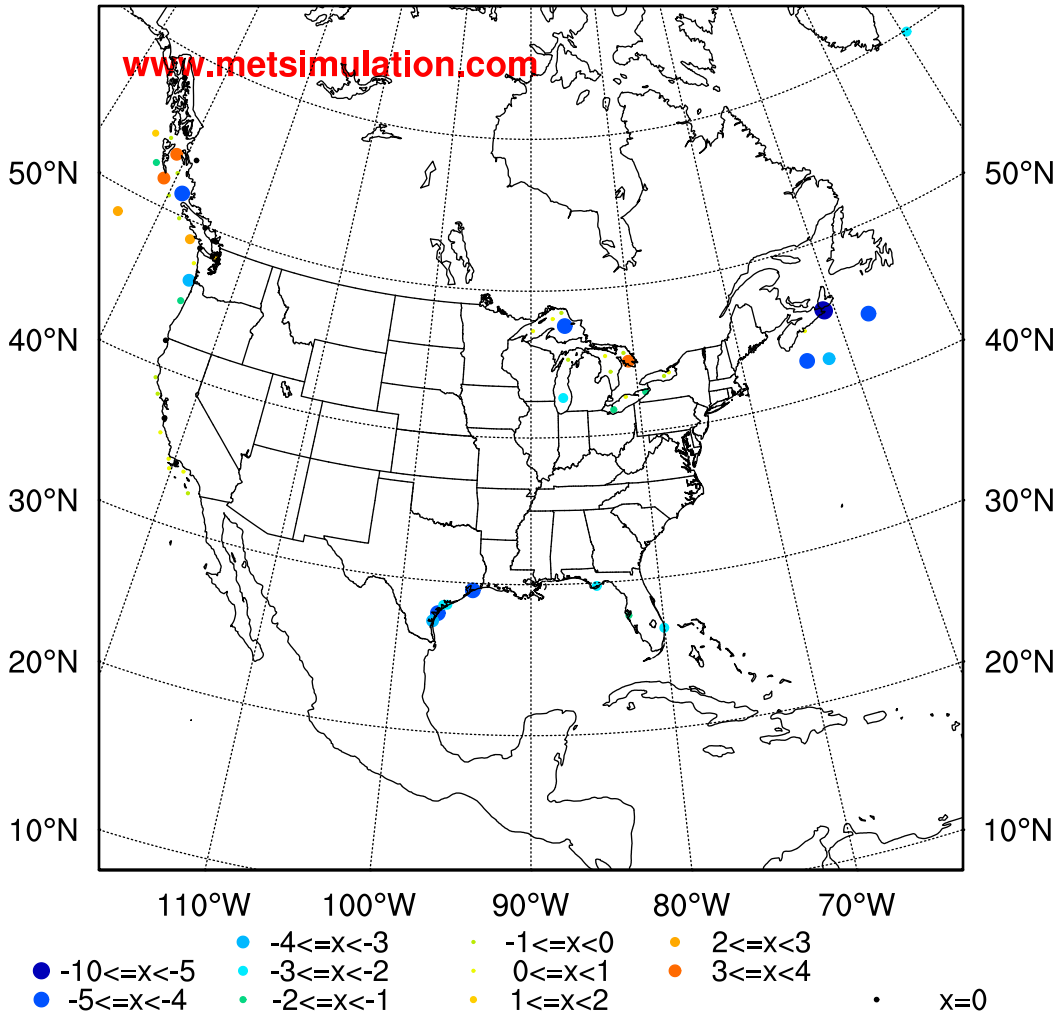 www.metsimulation.com
50°N 50°N
40°N 40°N
30°N 30°N
20°N 20°N
10°N 10°N
110°W 100°W 90°W 80°W 70°W
-4<=x<-3 -1<=x<0 2<=x<3
-10<=x<-5 -3<=x<-2 0<=x<1 3<=x<4
-5<=x<-4 -2<=x<-1 1<=x<2 x=0